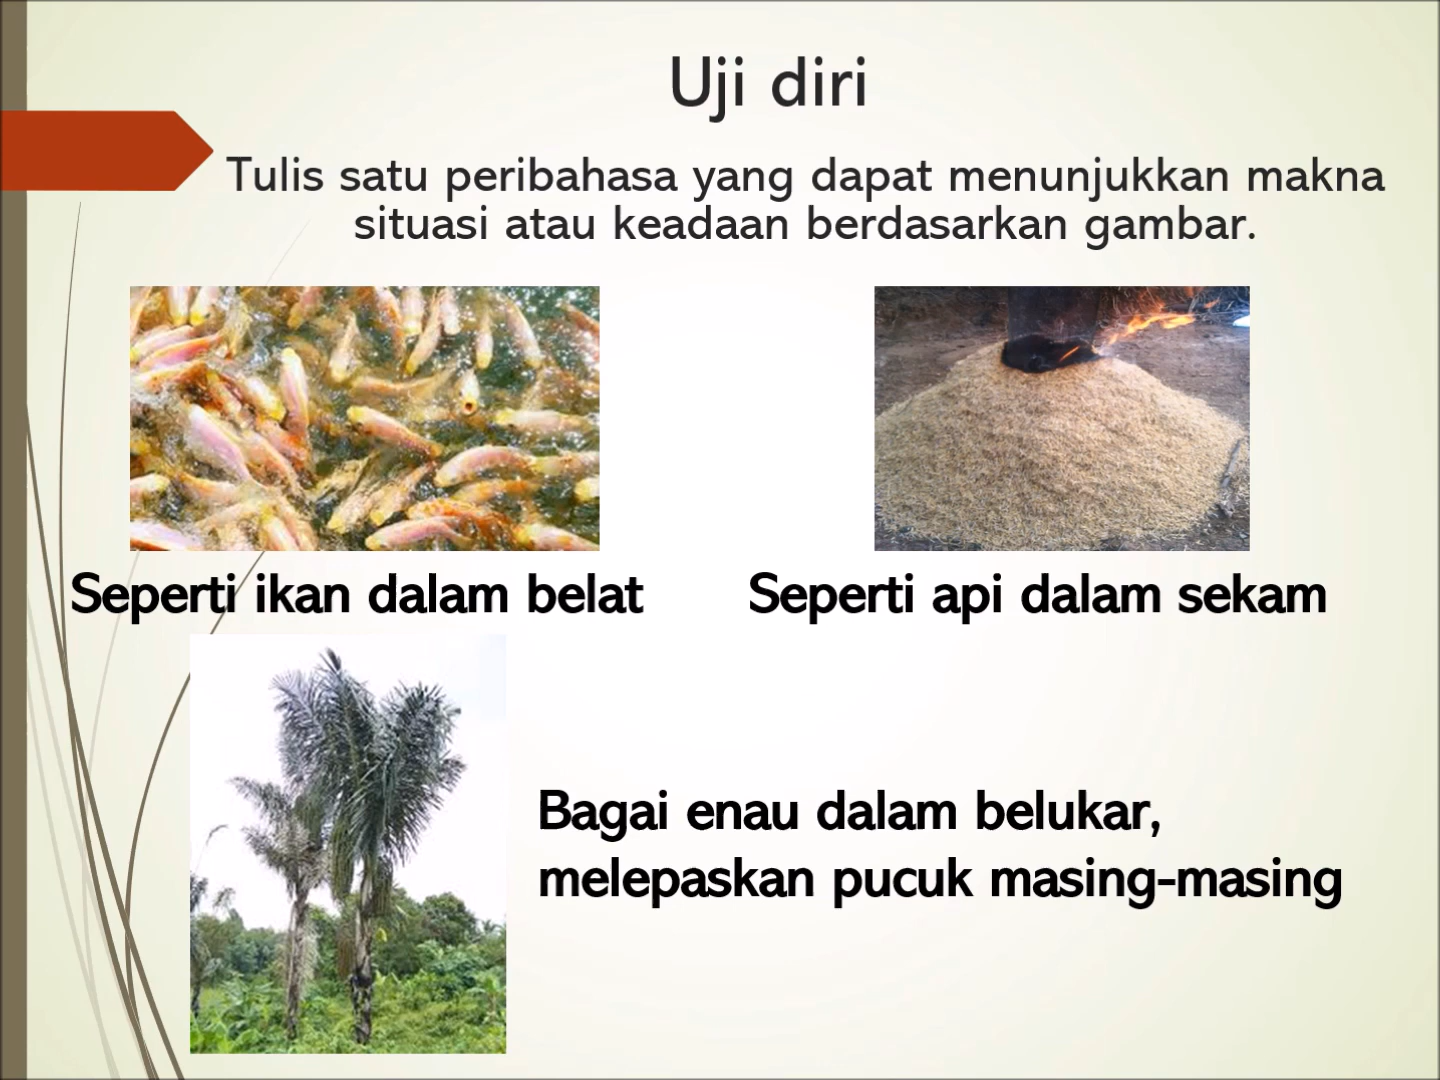 Uji diri
Tulis satu peribahasa yang dapat menunjukkan makna
situasi atau keadaan berdasarkan gambar.
Seperti ikan dalam belat
Seperti api dalam sekam
Bagai enau dalam belukar,
melepaskan pucuk masing-masing